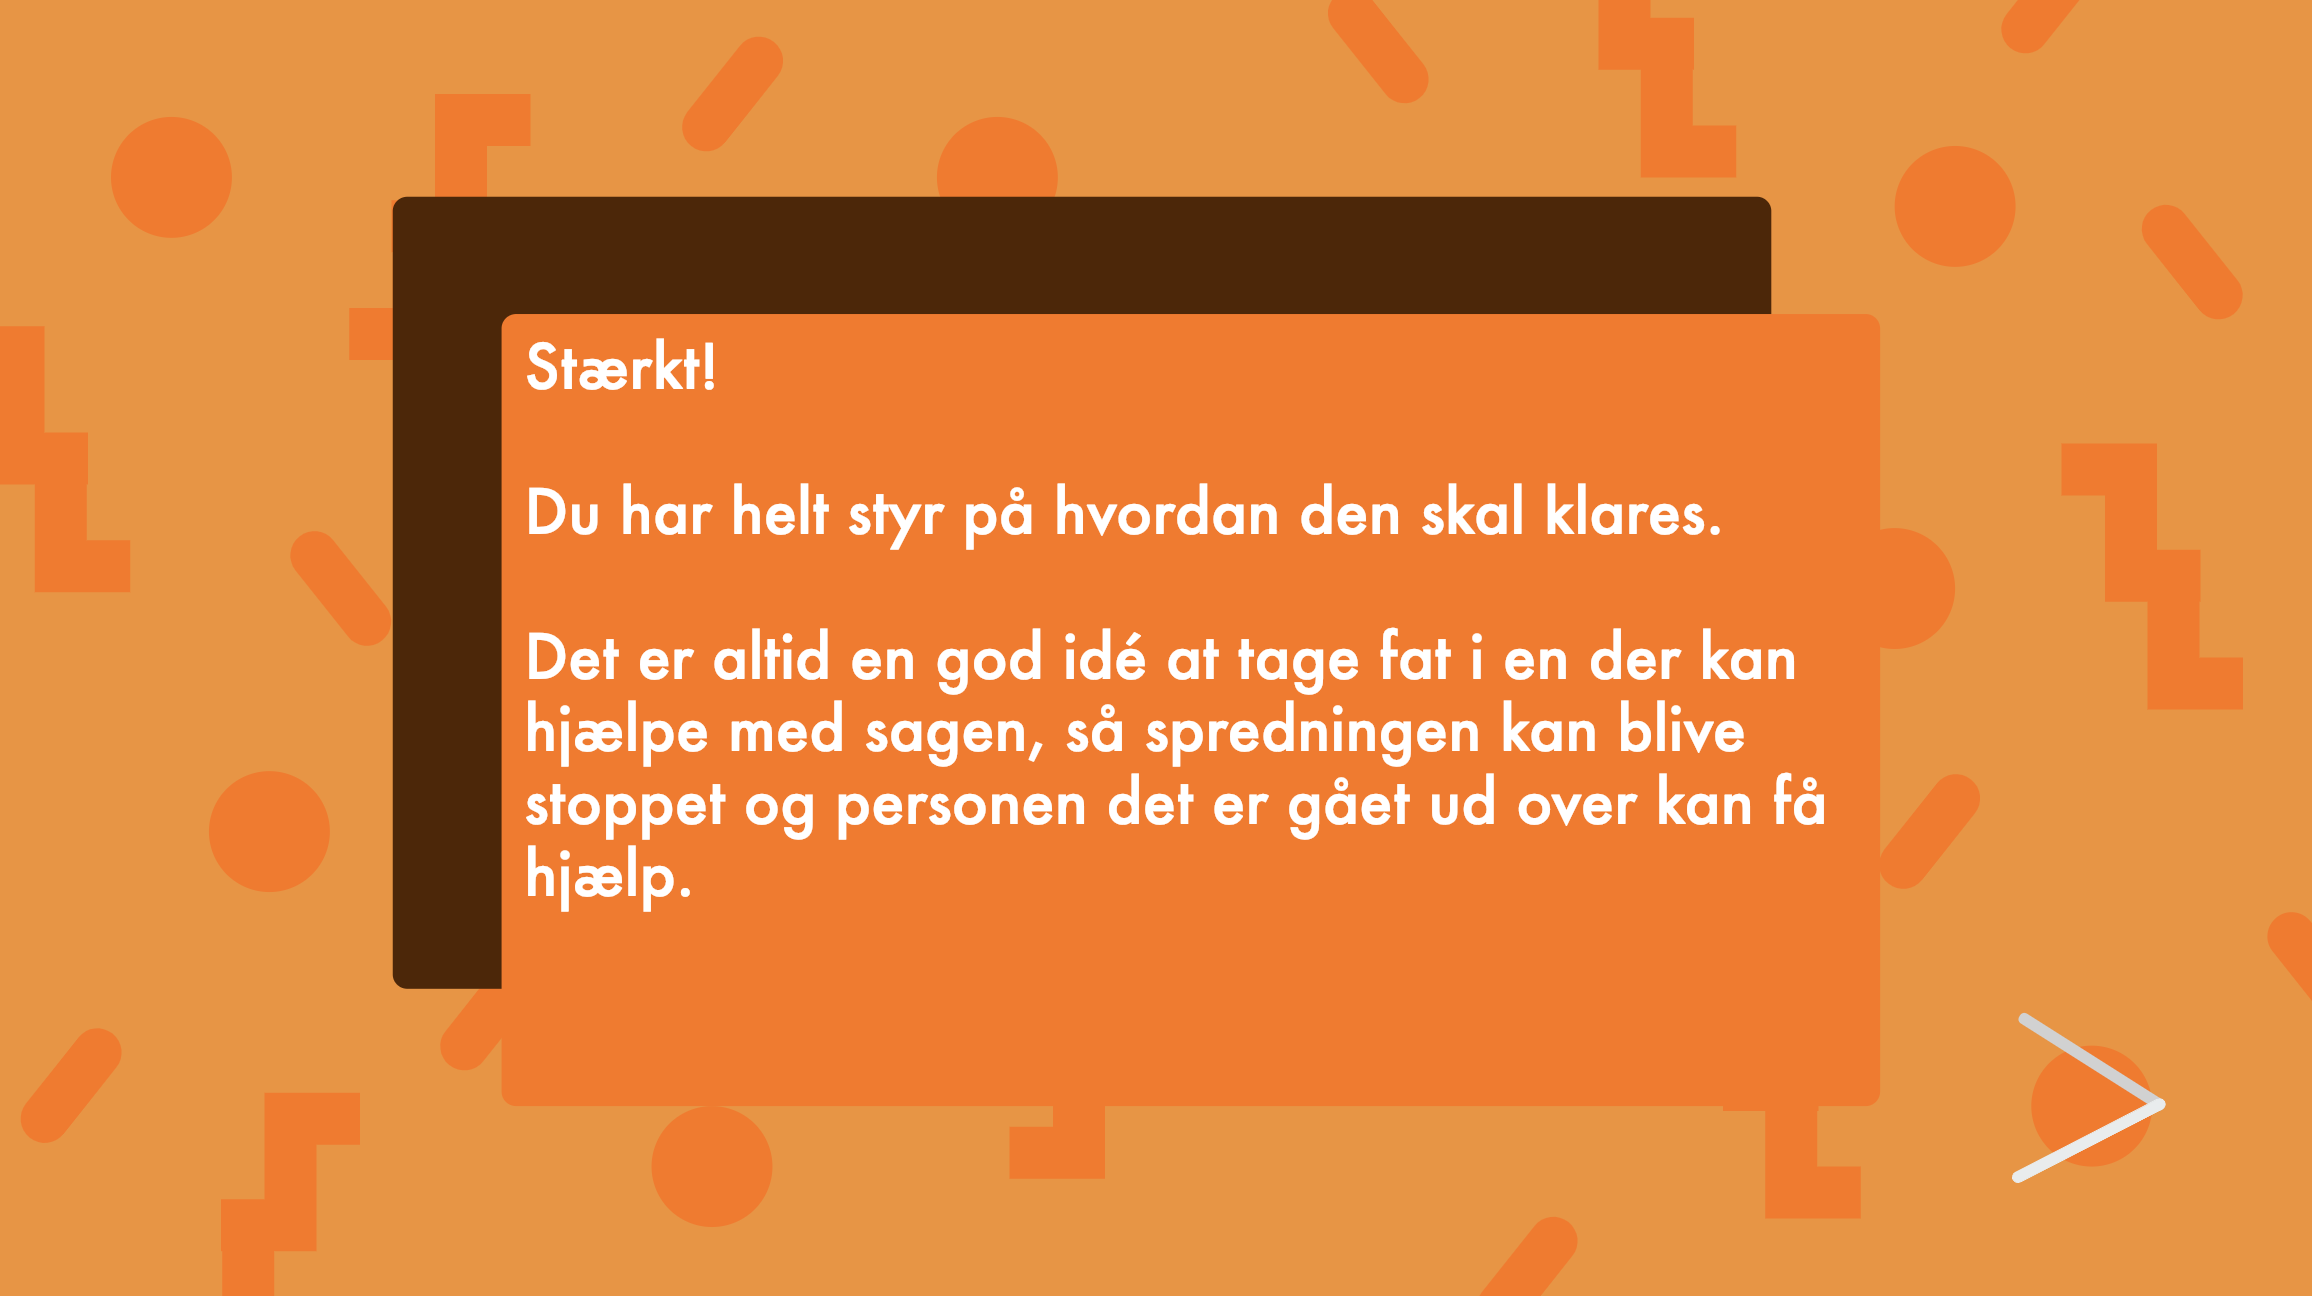 Stærkt!
Du har helt styr på hvordan den skal klares.
Det er altid en god idé at tage fat i en der kan
hjælpe med sagen, så spredningen kan blive
stoppet og personen det er gået ud over kan få
hjælp.